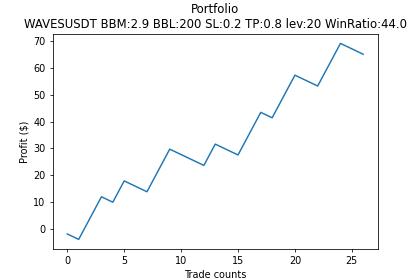 Portfolio
WAVESUSDT BBM:2.9 BBL:200 SL:0.2 TP:0.8 lev:20 WinRatio:44.0
70
60
50
40
30
20
10
0
Profit ($)
0 5 10 15 20 25
Trade counts